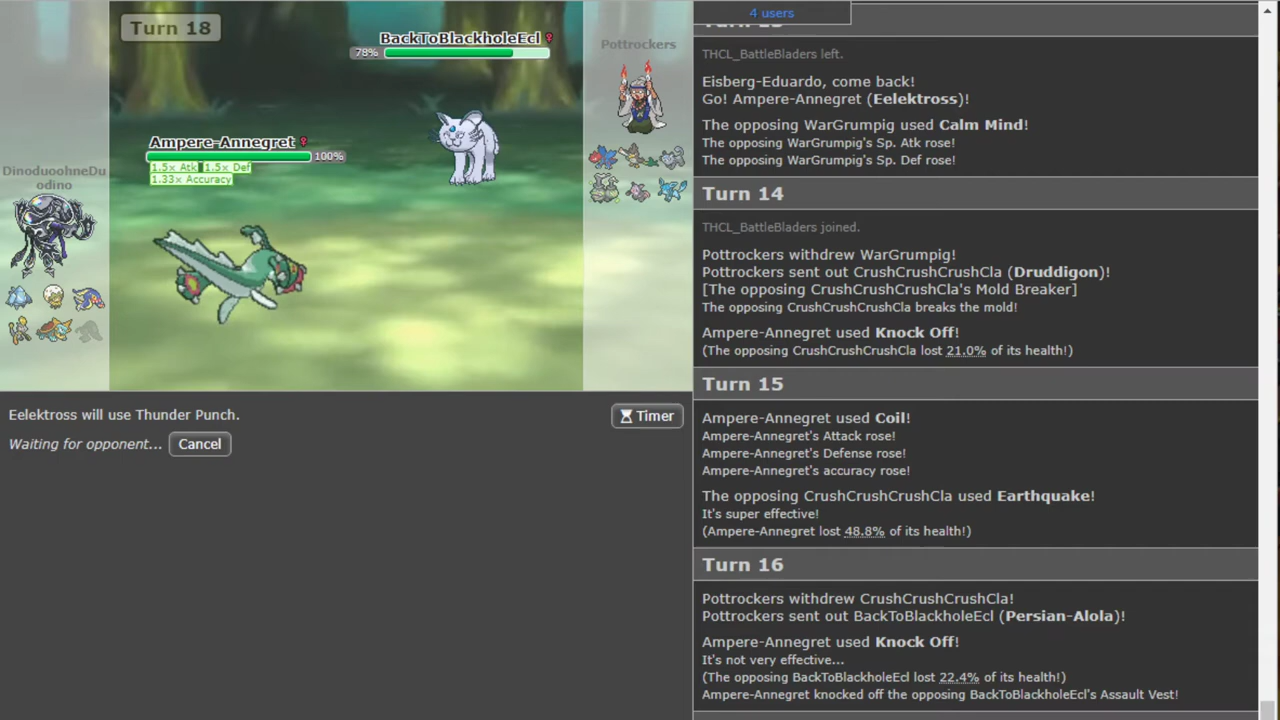 Turn 18
BackToBlackholeEcl ♀
78%
Ampere-Annegret ♀
100%
1.5× Atk 1.5× Def
1.33× Accuracy
DinoduoohneDu
odino
Pottrockers
Eelektross will use Thunder Punch.
Waiting for opponent... Cancel
Timer
4 users
THCL_BattleBladers left.
Eisberg-Eduardo, come back!
Go! Ampere-Annegret (Eelektross)!
The opposing WarGrumpig used Calm Mind!
The opposing WarGrumpig's Sp. Atk rose!
The opposing WarGrumpig's Sp. Def rose!
Turn 14
THCL_BattleBladers joined.
Pottrockers withdrew WarGrumpig!
Pottrockers sent out CrushCrushCrushCla (Druddigon)!
[The opposing CrushCrushCrushCla's Mold Breaker]
The opposing CrushCrushCrushCla breaks the mold!
Ampere-Annegret used Knock Off!
(The opposing CrushCrushCrushCla lost 21.0% of its health!)
Turn 15
Ampere-Annegret used Coil!
Ampere-Annegret's Attack rose!
Ampere-Annegret's Defense rose!
Ampere-Annegret's accuracy rose!
The opposing CrushCrushCrushCla used Earthquake!
It's super effective!
(Ampere-Annegret lost 48.8% of its health!)
Turn 16
Pottrockers withdrew CrushCrushCrushCla!
Pottrockers sent out BackToBlackholeEcl (Persian-Alola)!
Ampere-Annegret used Knock Off!
It's not very effective...
(The opposing BackToBlackholeEcl lost 22.4% of its health!)
Ampere-Annegret knocked off the opposing BackToBlackholeEcl's Assault Vest!